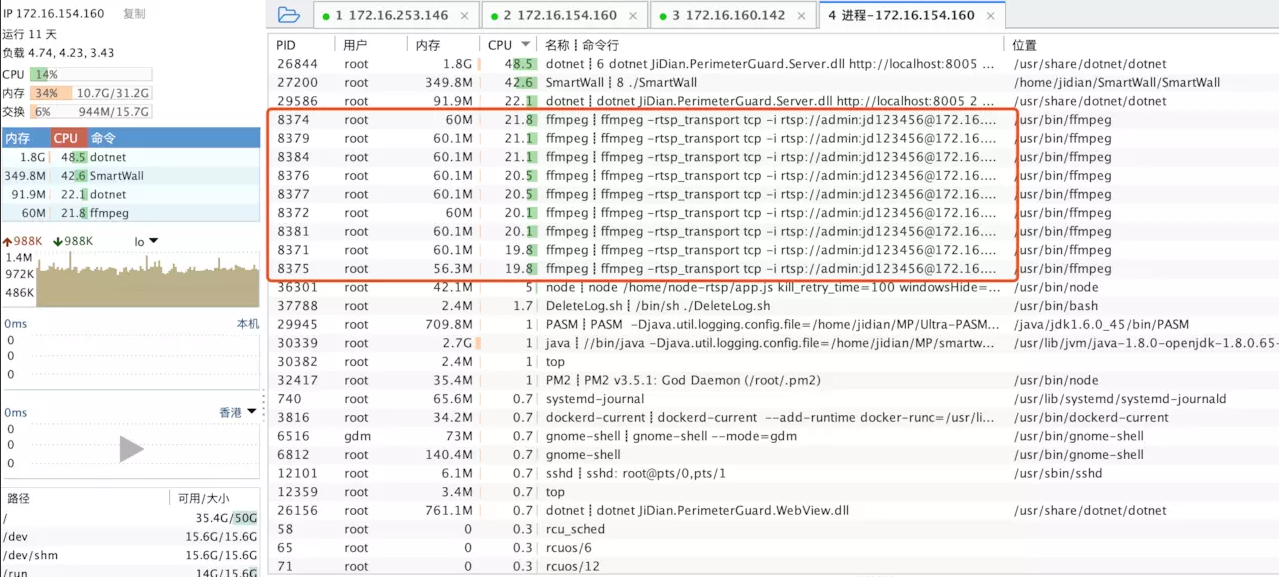 IP 172.16.154.160 复制
运行 11 天
负载 4.74, 4.23, 3.43
CPU 14%
内存 34% 10.7G/31.2G
交换 6% 944M/15.7G
内存 CPU 命令
1.8G 48.5 dotnet
349.8M 42.6 SmartWall
91.9M 22.1 dotnet
60M 21.8 ffmpeg
988K 988K lo
1.4M
972K
486K
0ms 本机
0
0
0
0ms 香港
0
0
0
路径 可用/大小
/ 35.4G/50G
/dev 15.6G/15.6G
/dev/shm 15.6G/15.6G
/run 14G/15.6G
1 172.16.253.146 2 172.16.154.160 3 172.16.160.142 4 进程-172.16.154.160
PID 用户 内存 CPU 名称┆命令行 位置
26844 root 1.8G 48.5 dotnet┆6 dotnet JiDian.PerimeterGuard.Server.dll http://localhost:8005 ... /usr/share/dotnet/dotnet
27200 root 349.8M 42.6 SmartWall┆8 ./SmartWall /home/jidian/SmartWall/SmartWall
29586 root 91.9M 22.1 dotnet┆dotnet JiDian.PerimeterGuard.Server.dll http://localhost:8005 2 ... /usr/share/dotnet/dotnet
8374 root 60M 21.8 ffmpeg┆ffmpeg -rtsp_transport tcp -i rtsp://admin:jd123456@172.16.... /usr/bin/ffmpeg
8379 root 60.1M 21.1 ffmpeg┆ffmpeg -rtsp_transport tcp -i rtsp://admin:jd123456@172.16.... /usr/bin/ffmpeg
8384 root 60.1M 21.1 ffmpeg┆ffmpeg -rtsp_transport tcp -i rtsp://admin:jd123456@172.16.... /usr/bin/ffmpeg
8376 root 60.1M 20.5 ffmpeg┆ffmpeg -rtsp_transport tcp -i rtsp://admin:jd123456@172.16.... /usr/bin/ffmpeg
8377 root 60.1M 20.5 ffmpeg┆ffmpeg -rtsp_transport tcp -i rtsp://admin:jd123456@172.16.... /usr/bin/ffmpeg
8372 root 60M 20.1 ffmpeg┆ffmpeg -rtsp_transport tcp -i rtsp://admin:jd123456@172.16.... /usr/bin/ffmpeg
8381 root 60.1M 20.1 ffmpeg┆ffmpeg -rtsp_transport tcp -i rtsp://admin:jd123456@172.16.... /usr/bin/ffmpeg
8371 root 60.1M 19.8 ffmpeg┆ffmpeg -rtsp_transport tcp -i rtsp://admin:jd123456@172.16.... /usr/bin/ffmpeg
8375 root 56.3M 19.8 ffmpeg┆ffmpeg -rtsp_transport tcp -i rtsp://admin:jd123456@172.16.... /usr/bin/ffmpeg
36301 root 42.1M 5 node┆node /home/node-rtsp/app.js kill_retry_time=100 windowsHide=... /usr/bin/node
37788 root 2.4M 1.7 DeleteLog.sh┆/bin/sh ./DeleteLog.sh /usr/bin/bash
29945 root 709.8M 1 PASM┆PASM -Djava.util.logging.config.file=/home/jidian/MP/Ultra-PASM... /java/jdk1.6.0_45/bin/PASM
30339 root 2.7G 1 java┆//bin/java -Djava.util.logging.config.file=/home/jidian/MP/smartw... /usr/lib/jvm/java-1.8.0-openjdk-1.8.0.65-
30382 root 2.4M 1 top
32417 root 35.4M 1 PM2┆PM2 v3.5.1: God Daemon (/root/.pm2) /usr/bin/node
740 root 65.6M 0.7 systemd-journal /usr/lib/systemd/systemd-journald
3816 root 34.2M 0.7 dockerd-current┆dockerd-current --add-runtime docker-runc=/usr/li... /usr/bin/dockerd-current
6516 gdm 73M 0.7 gnome-shell┆gnome-shell --mode=gdm /usr/bin/gnome-shell
6812 root 140.4M 0.7 gnome-shell /usr/bin/gnome-shell
12101 root 6.1M 0.7 sshd┆sshd: root@pts/0,pts/1 /usr/sbin/sshd
12359 root 3.4M 0.7 top
26156 root 761.1M 0.7 dotnet┆dotnet JiDian.PerimeterGuard.WebView.dll /usr/share/dotnet/dotnet
58 root 0 0.3 rcu_sched
65 root 0 0.3 rcuos/6
71 root 0 0.3 rcuos/12